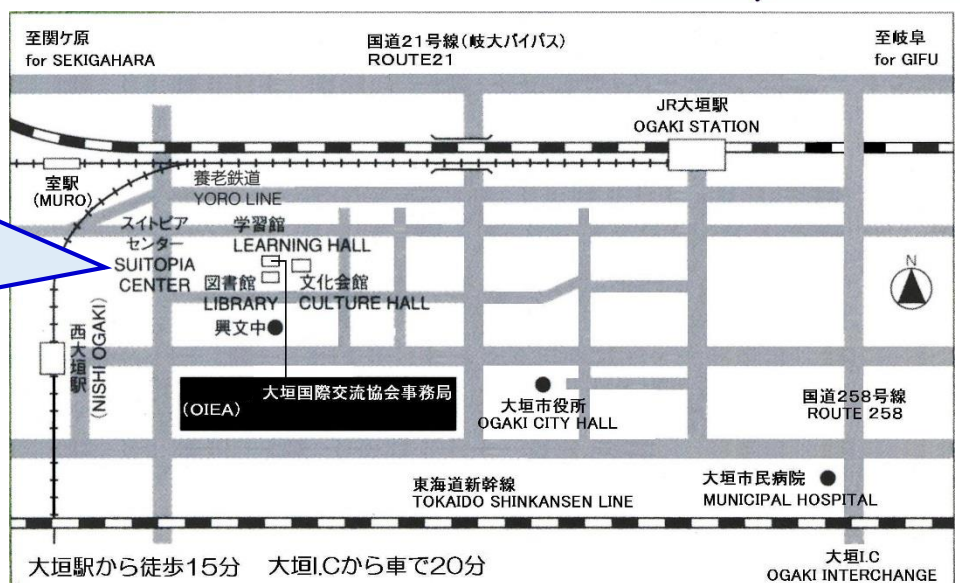 至関ケ原
for SEKIGAHARA
国道21号線(岐大バイパス)
ROUTE21
至岐阜
for GIFU
JR大垣駅
OGAKI STATION
室駅
(MURO)
養老鉄道
YORO LINE
スイトピア
センター
SUITOPIA
CENTER
学習館
LEARNING HALL
図書館
LIBRARY
文化会館
CULTURE HALL
興文中
N
西大垣駅
(NISHI OGAKI)
大垣国際交流協会事務局
(OIEA)
大垣市役所
OGAKI CITY HALL
国道258号線
ROUTE 258
東海道新幹線
TOKAIDO SHINKANSEN LINE
大垣市民病院
MUNICIPAL HOSPITAL
大垣駅から徒歩15分 大垣I.Cから車で20分
大垣I.C
OGAKI INTERCHANGE